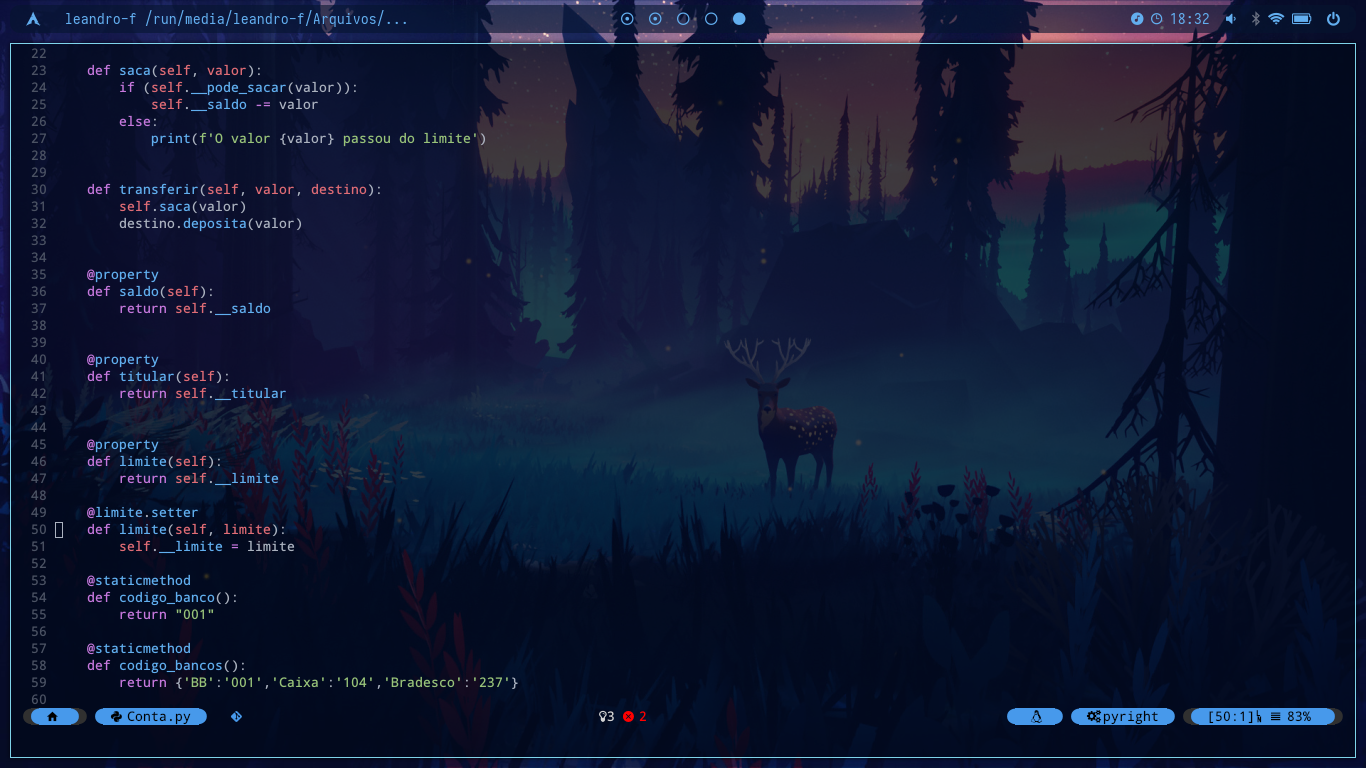 leandro-f /run/media/leandro-f/Arquivos/... 18:32
22
23 def saca(self, valor):
24 if (self.__pode_sacar(valor)):
25 self.__saldo -= valor
26 else:
27 print(f'O valor {valor} passou do limite')
28
29
30 def transferir(self, valor, destino):
31 self.saca(valor)
32 destino.deposita(valor)
33
34
35 @property
36 def saldo(self):
37 return self.__saldo
38
39
40 @property
41 def titular(self):
42 return self.__titular
43
44
45 @property
46 def limite(self):
47 return self.__limite
48
49 @limite.setter
50 def limite(self, limite):
51 self.__limite = limite
52
53 @staticmethod
54 def codigo_banco():
55 return "001"
56
57 @staticmethod
58 def codigo_bancos():
59 return {'BB':'001','Caixa':'104','Bradesco':'237'}
60
Conta.py 3 2 pyright [50:1] 83%